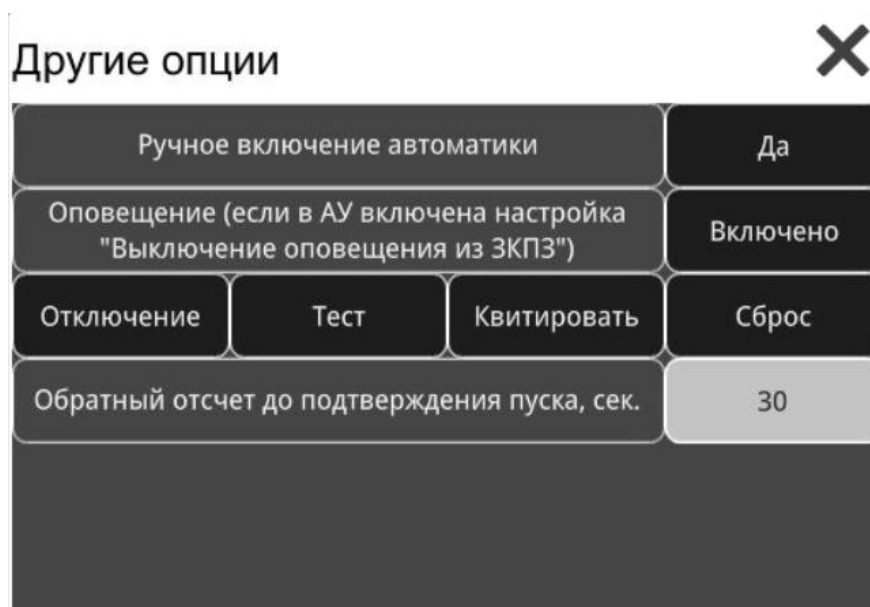 Другие опции
Ручное включение автоматики
Да
Оповещение (если в АУ включена настройка
"Выключение оповещения из ЗКПЗ")
Включено
Отключение
Тест
Квитировать
Сброс
Обратный отсчет до подтверждения пуска, сек.
30